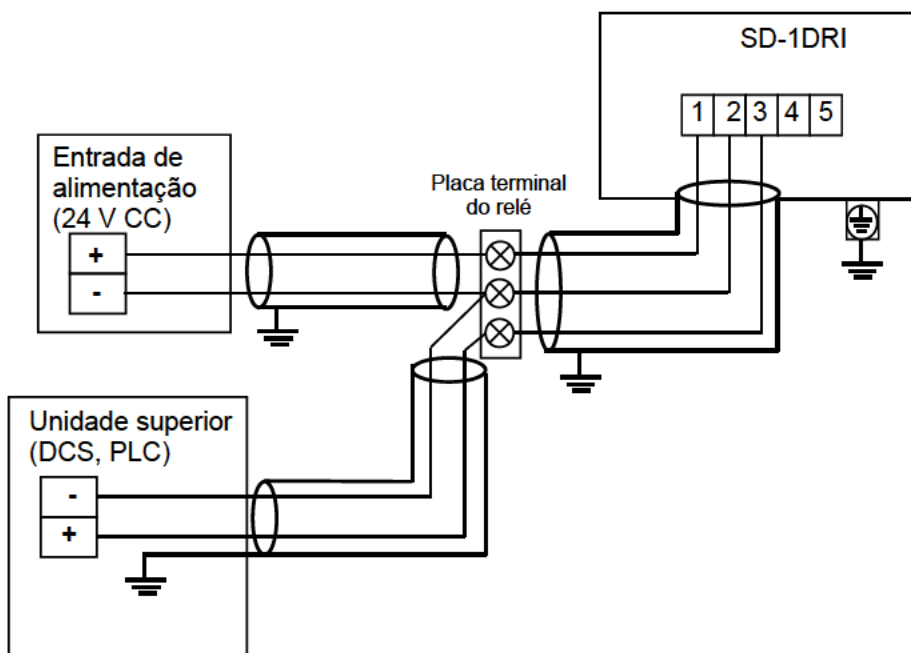 SD-1DRI
1 2 3 4 5
Entrada de
alimentação
(24 V CC)
+
-
Placa terminal
do relé
Unidade superior
(DCS, PLC)
-
+